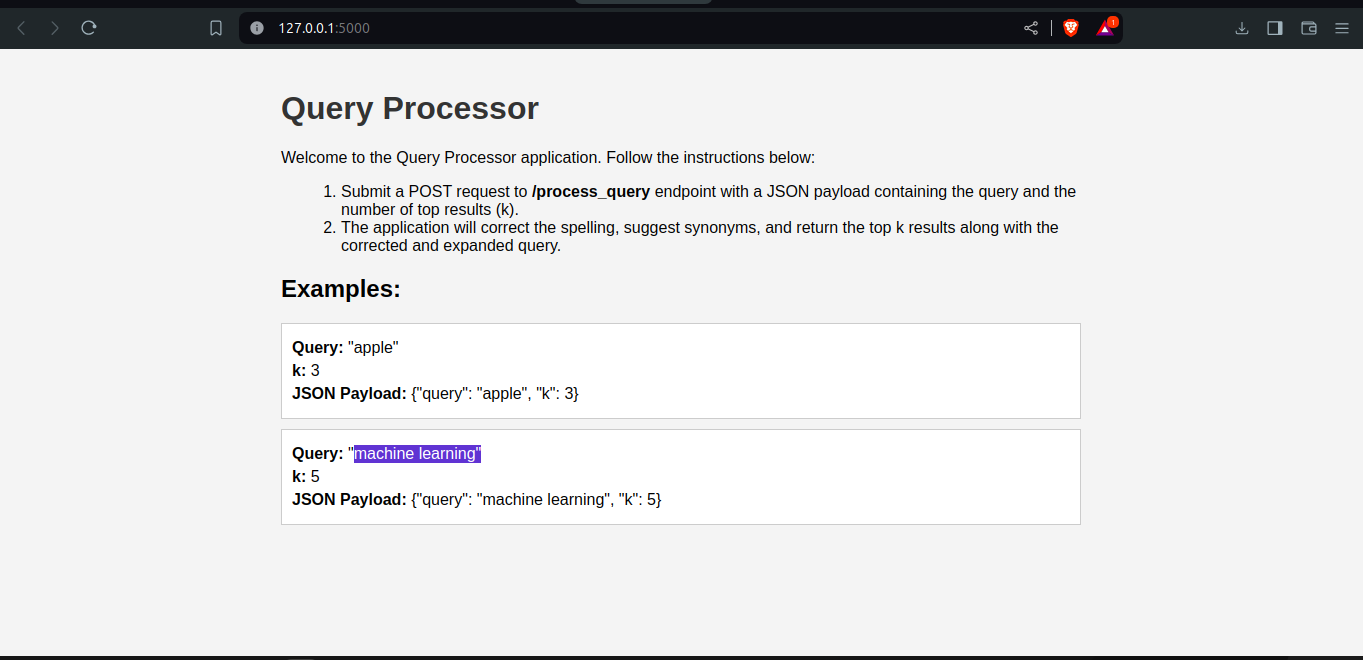 127.0.0.1:5000
1
Query Processor
Welcome to the Query Processor application. Follow the instructions below:
1. Submit a POST request to /process_query endpoint with a JSON payload containing the query and the
number of top results (k).
2. The application will correct the spelling, suggest synonyms, and return the top k results along with the
corrected and expanded query.
Examples:
Query: "apple"
k: 3
JSON Payload: {"query": "apple", "k": 3}
Query: "machine learning"
k: 5
JSON Payload: {"query": "machine learning", "k": 5}